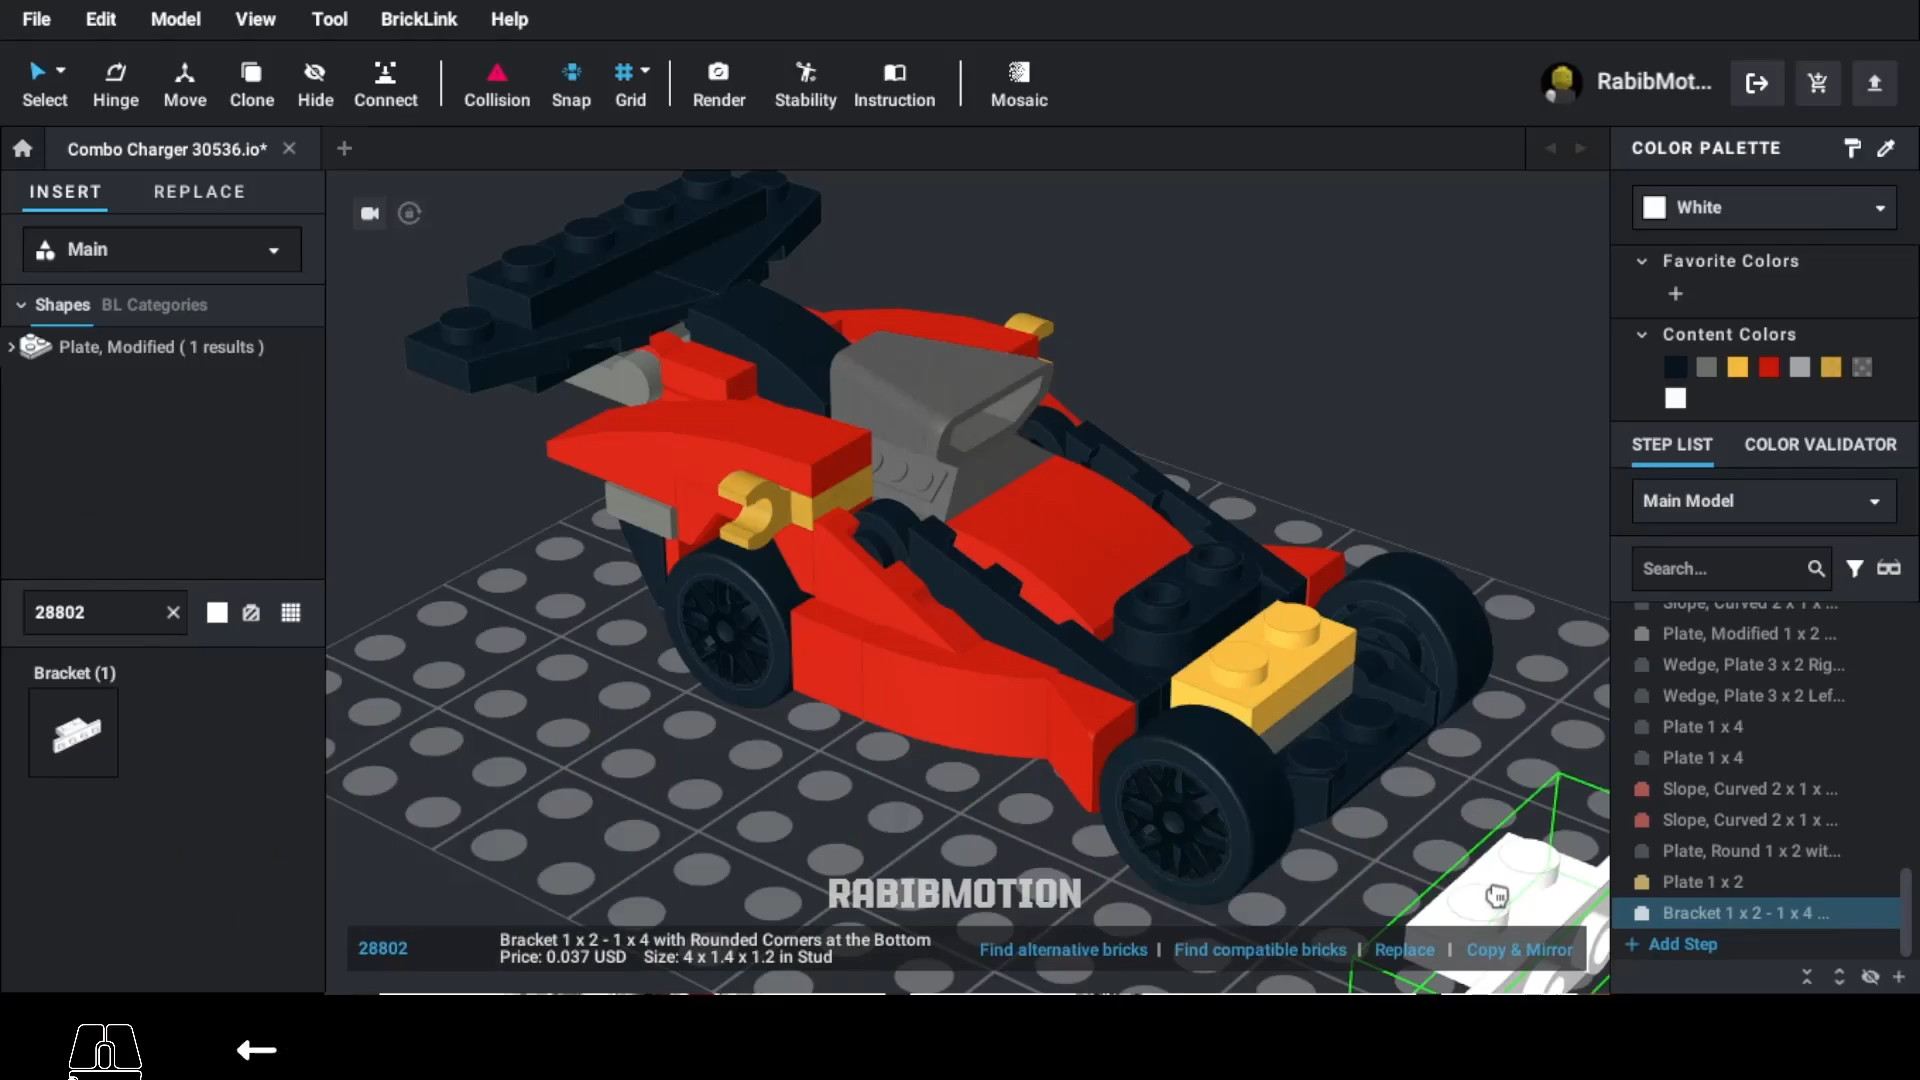 File Edit Model View Tool BrickLink Help
Select Hinge Move Clone Hide Connect Collision Snap Grid Render Stability Instruction Mosaic
RabibMot...
Combo Charger 30536.io*
INSERT REPLACE
Main
Shapes BL Categories
Plate, Modified ( 1 results )
28802
Bracket (1)
RABIBMOTION
28802
Bracket 1 x 2 - 1 x 4 with Rounded Corners at the Bottom
Price: 0.037 USD Size: 4 x 1.4 x 1.2 in Stud
Find alternative bricks | Find compatible bricks | Replace | Copy & Mirror
COLOR PALETTE
White
Favorite Colors
Content Colors
STEP LIST COLOR VALIDATOR
Main Model
Search...
Slope, Curved 2 x 1 x ...
Plate, Modified 1 x 2 ...
Wedge, Plate 3 x 2 Rig...
Wedge, Plate 3 x 2 Lef...
Plate 1 x 4
Plate 1 x 4
Slope, Curved 2 x 1 x ...
Slope, Curved 2 x 1 x ...
Plate, Round 1 x 2 wit...
Plate 1 x 2
Bracket 1 x 2 - 1 x 4 ...
+ Add Step